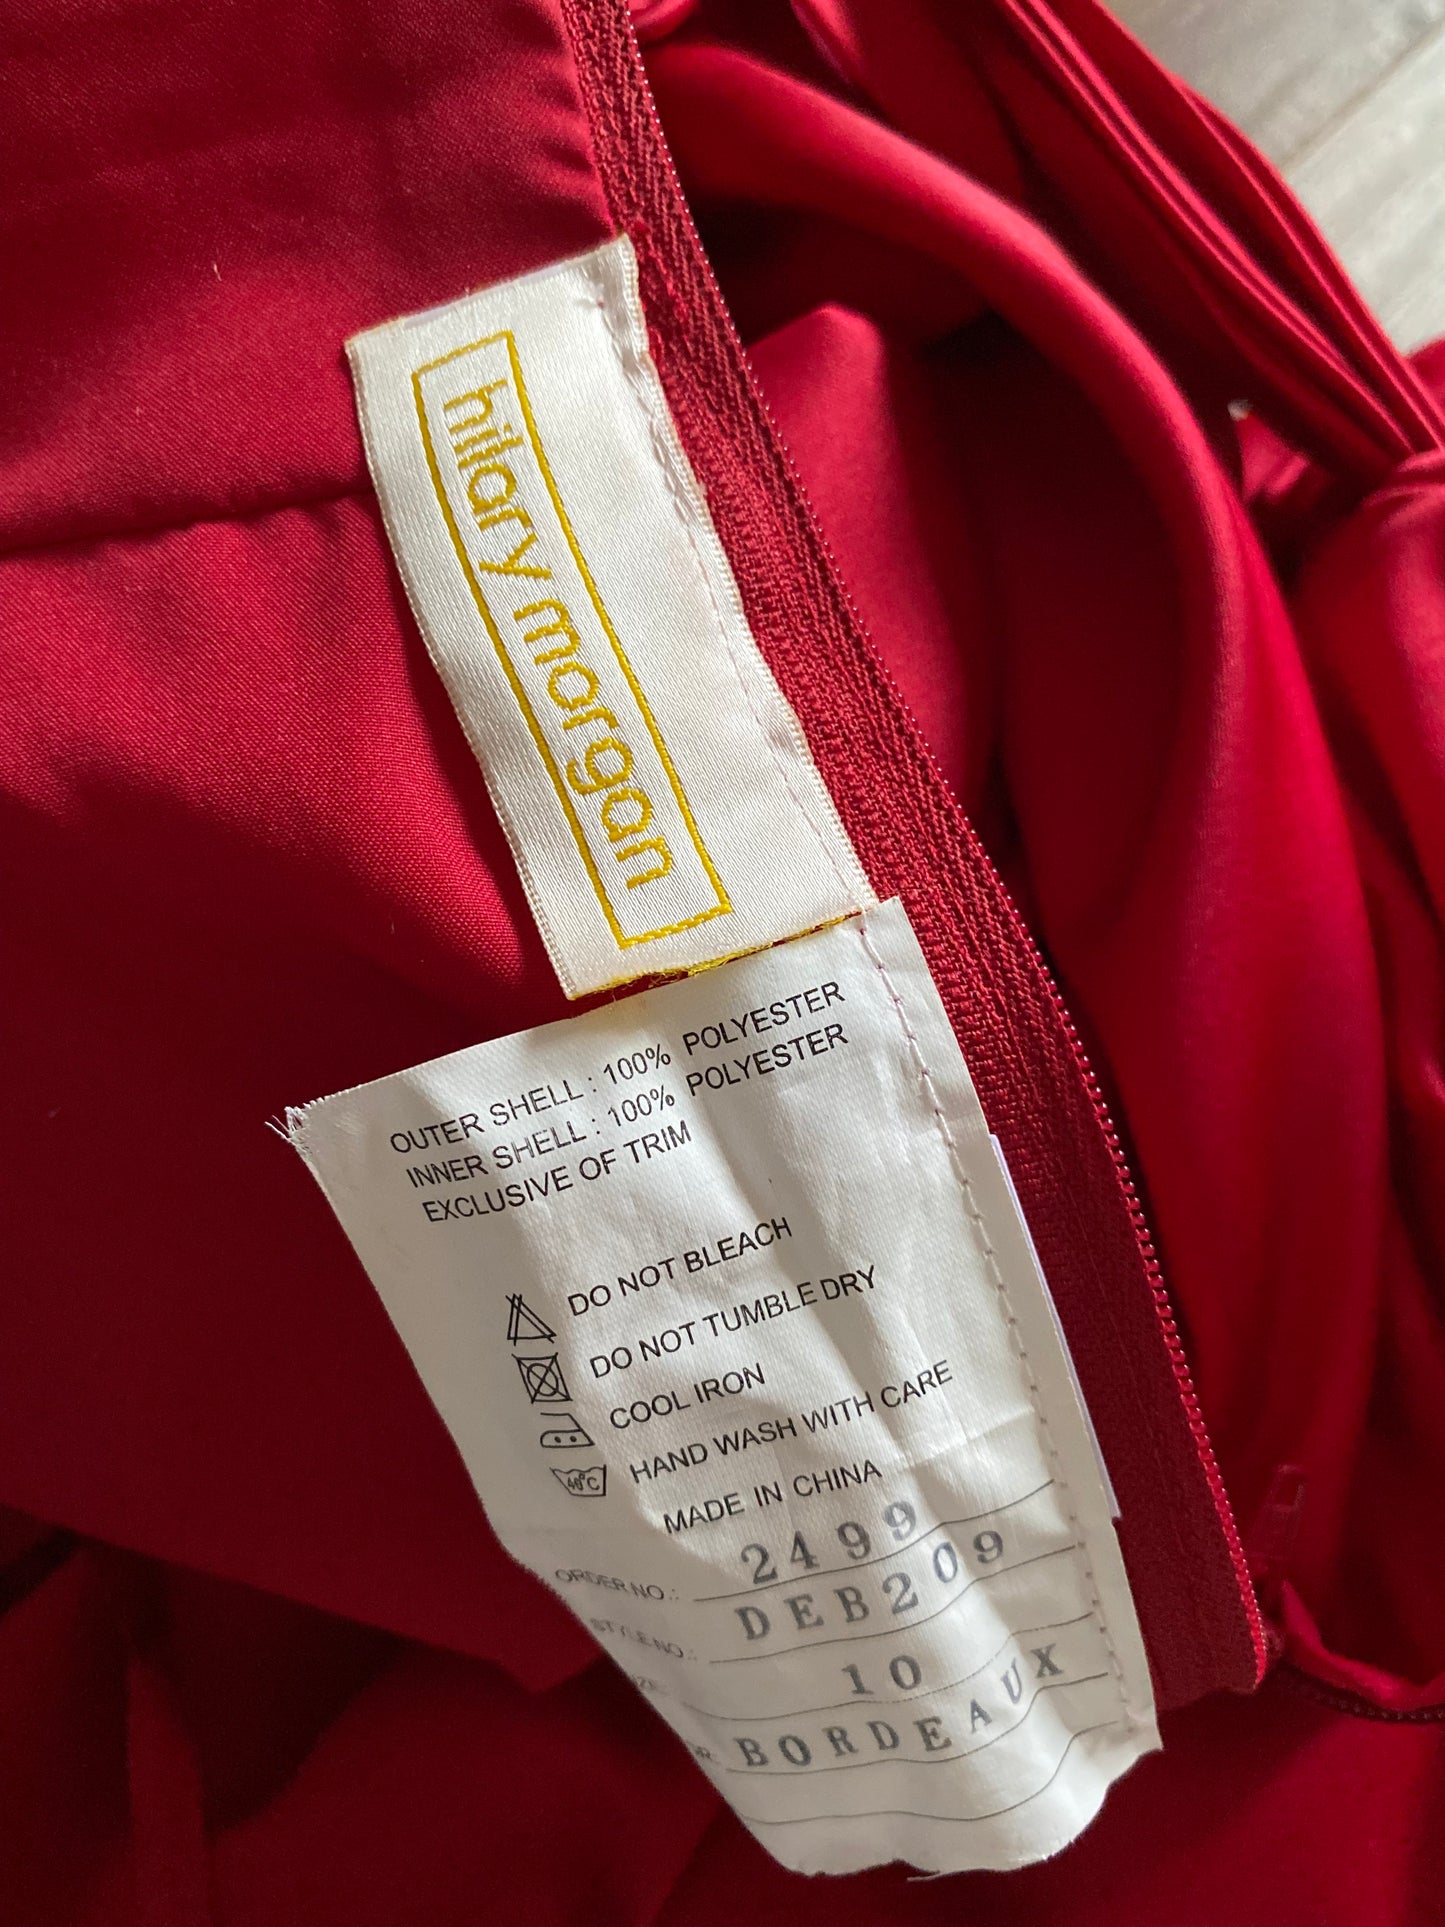 hilary morgan
OUTER SHELL : 100% POLYESTER
INNER SHELL : 100% POLYESTER
EXCLUSIVE OF TRIM
DO NOT BLEACH
DO NOT TUMBLE DRY
COOL IRON
40°C HAND WASH WITH CARE
MADE IN CHINA
ORDER NO.: 2499
STYLE NO.: DEB209
10
BORDEAUX